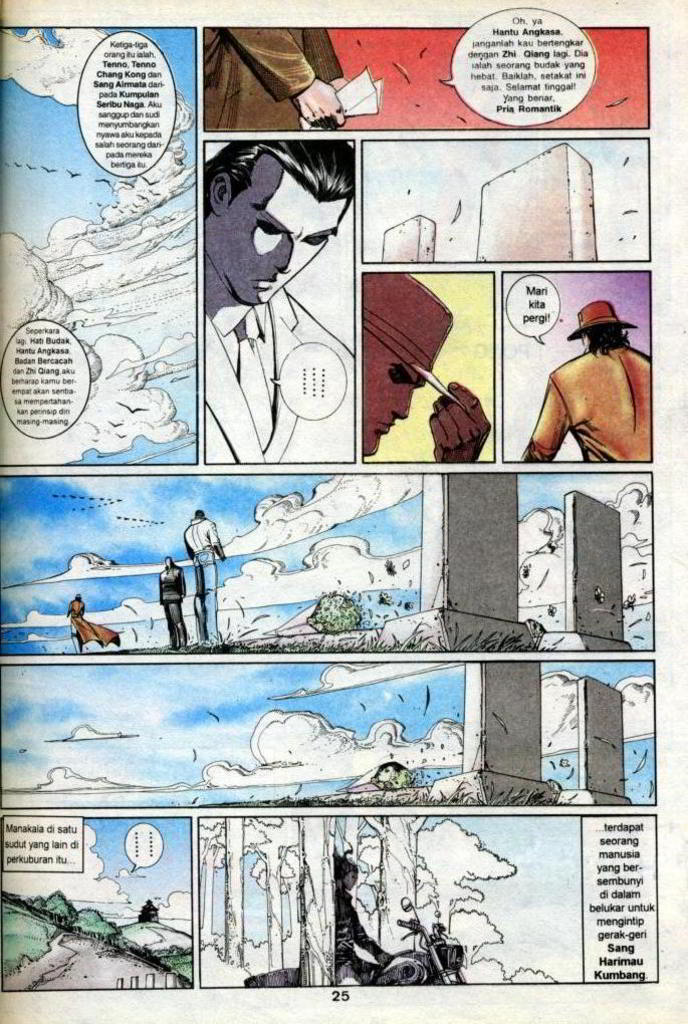 Ketiga-tiga
orang itu ialah,
Tenno, Tenno
Chang Kong dan
Sang Airmata dari-
pada Kumpulan
Seribu Naga. Aku
sanggup dan sudi
menyumbangkan
nyawa aku kepada
salah seorang dari-
pada mereka
bertiga itu.
Seperkara
lagi, Hati Budak,
Hantu Angkasa,
Badan Bercacah
dan Zhi Qiang, aku
berharap kamu ber-
empat akan sentia-
sa mempertahan-
kan perinsip diri
masing-masing.
Oh, ya
Hantu Angkasa,
janganlah kau bertengkar
dengan Zhi Qiang lagi. Dia
ialah seorang budak yang
hebat. Baiklah, setakat ini
saja. Selamat tinggal!
Yang benar,
Pria Romantik
Mari
kita
pergi!
Manakala di satu
sudut yang lain di
perkuburan itu...
...terdapat
seorang
manusia
yang ber-
sembunyi
di dalam
belukar untuk
mengintip
gerak-geri
Sang
Harimau
Kumbang.
25